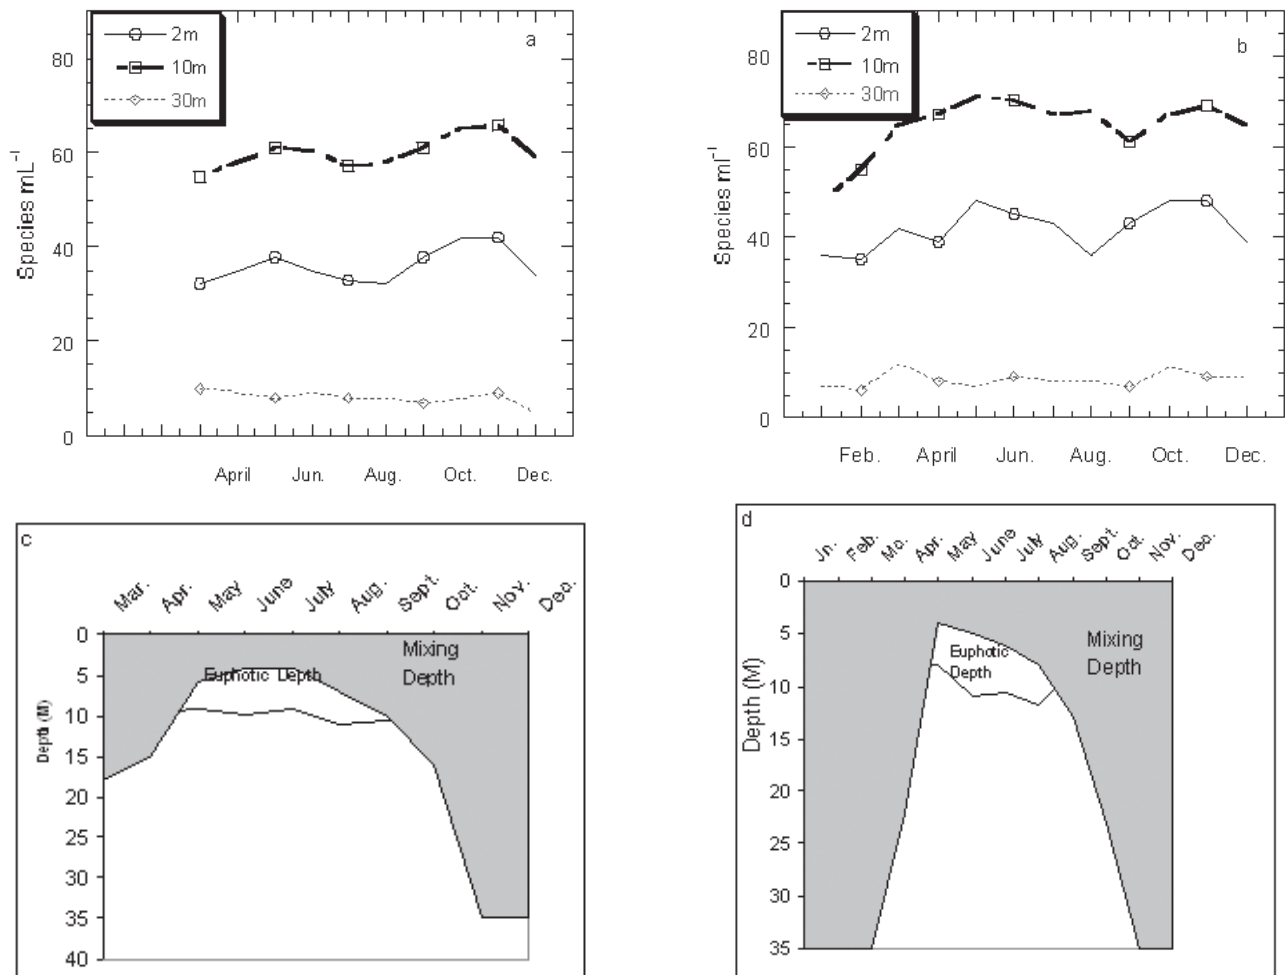 a
2m
10m
30m
80
60
40
20
0
Species mL⁻¹
April Jun. Aug. Oct. Dec.
b
2m
10m
30m
80
60
40
20
0
Species ml⁻¹
Feb. April Jun. Aug. Oct. Dec.
c
Mar. Apr. May June July Aug. Sept. Oct. Nov. Dec.
0
5
10
15
20
25
30
35
40
Depth (M)
Euphotic Depth
Mixing
Depth
d
Jn. Feb. Mc. Apr. May June July Aug. Sept. Oct. Nov. Dec.
0
5
10
15
20
25
30
35
Depth (M)
Euphotic
Depth
Mixing
Depth